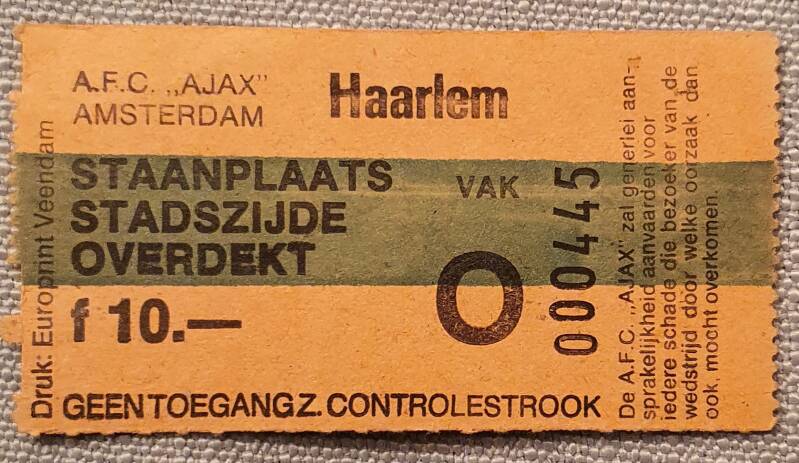 A.F.C. „AJAX”
AMSTERDAM
Haarlem
STAANPLAATS
STADSZIJDE
OVERDEKT
VAK
O
f 10.—
000445
GEEN TOEGANG Z. CONTROLESTROOK
Druk: Europrint Veendam
De A.F.C. „AJAX” zal generlei aan-
sprakelijkheid aanvaarden voor
iedere schade die bezoeker van de
wedstrijd door welke oorzaak dan
ook, mocht overkomen.